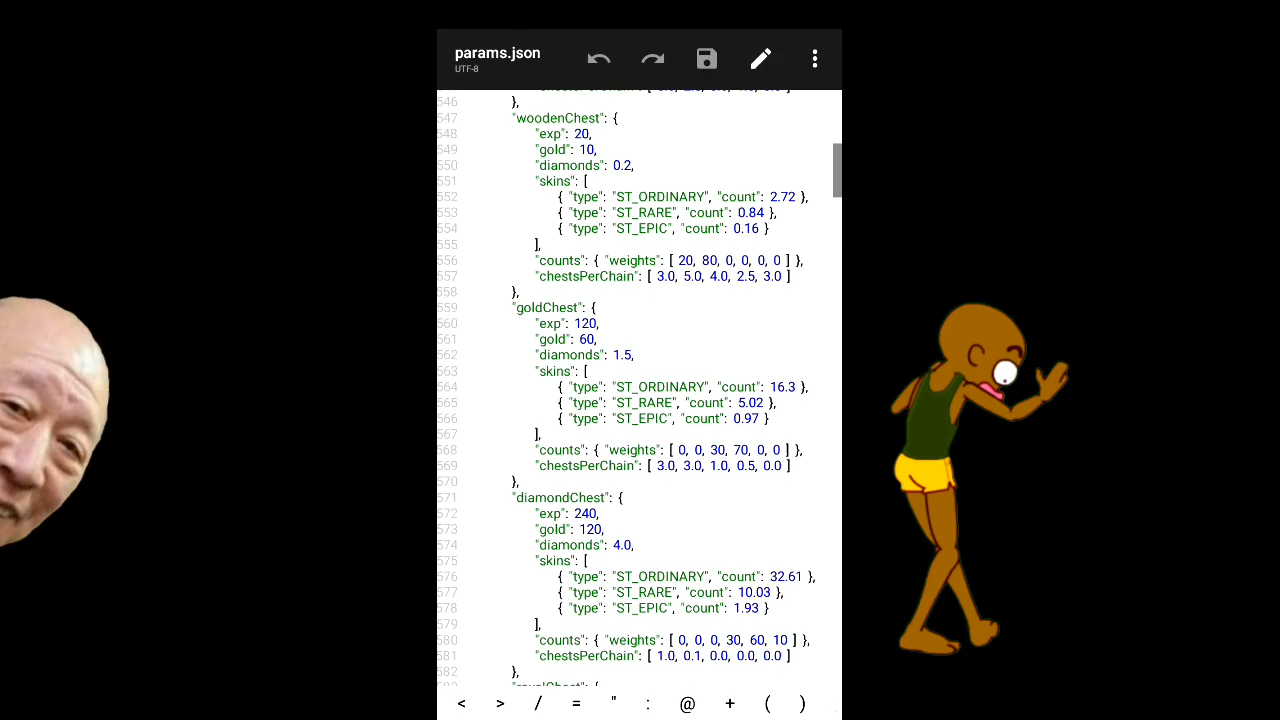 params.json
UTF-8
546 },
547 "woodenChest": {
548 "exp": 20,
549 "gold": 10,
550 "diamonds": 0.2,
551 "skins": [
552 { "type": "ST_ORDINARY", "count": 2.72 },
553 { "type": "ST_RARE", "count": 0.84 },
554 { "type": "ST_EPIC", "count": 0.16 }
555 ],
556 "counts": { "weights": [ 20, 80, 0, 0, 0, 0 ] },
557 "chestsPerChain": [ 3.0, 5.0, 4.0, 2.5, 3.0 ]
558 },
559 "goldChest": {
560 "exp": 120,
561 "gold": 60,
562 "diamonds": 1.5,
563 "skins": [
564 { "type": "ST_ORDINARY", "count": 16.3 },
565 { "type": "ST_RARE", "count": 5.02 },
566 { "type": "ST_EPIC", "count": 0.97 }
567 ],
568 "counts": { "weights": [ 0, 0, 30, 70, 0, 0 ] },
569 "chestsPerChain": [ 3.0, 3.0, 1.0, 0.5, 0.0 ]
570 },
571 "diamondChest": {
572 "exp": 240,
573 "gold": 120,
574 "diamonds": 4.0,
575 "skins": [
576 { "type": "ST_ORDINARY", "count": 32.61 },
577 { "type": "ST_RARE", "count": 10.03 },
578 { "type": "ST_EPIC", "count": 1.93 }
579 ],
580 "counts": { "weights": [ 0, 0, 0, 30, 60, 10 ] },
581 "chestsPerChain": [ 1.0, 0.1, 0.0, 0.0, 0.0 ]
582 },
< > / = " : @ + ( )